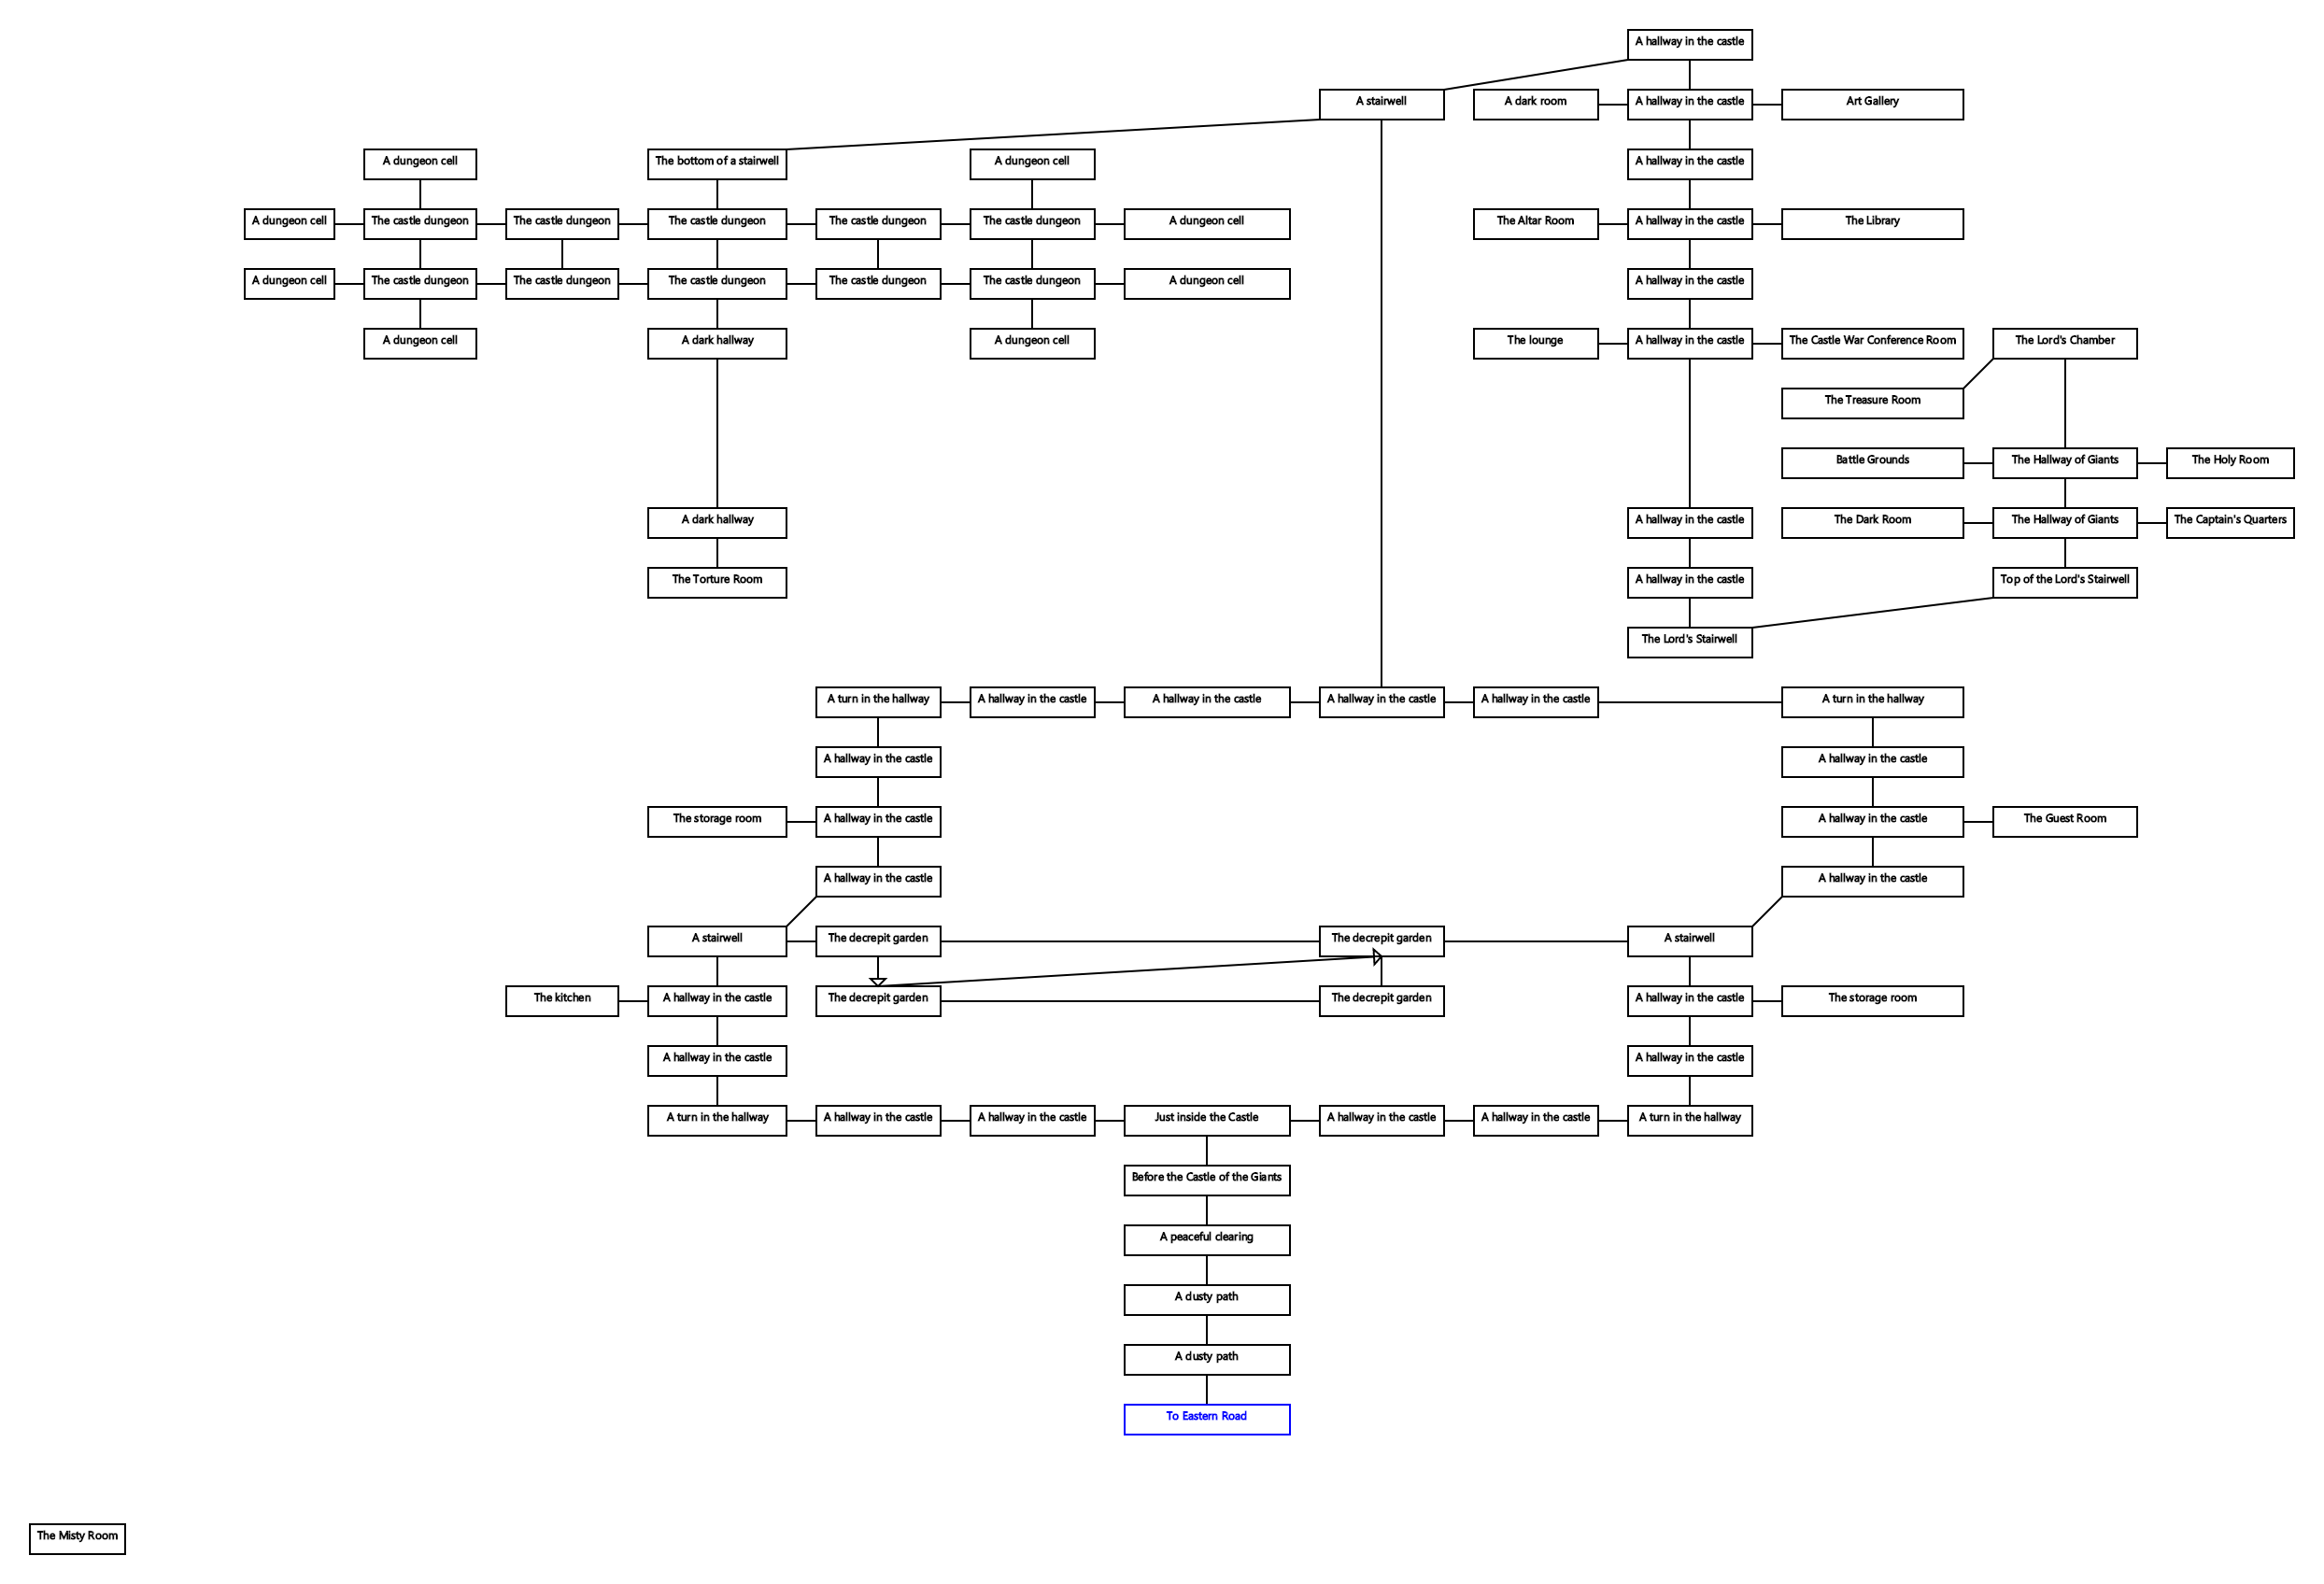 A hallway in the castle
A stairwell
A dark room
A hallway in the castle
Art Gallery
A dungeon cell
The bottom of a stairwell
A dungeon cell
A hallway in the castle
A dungeon cell
The castle dungeon
The castle dungeon
The castle dungeon
The castle dungeon
The castle dungeon
A dungeon cell
The Altar Room
A hallway in the castle
The Library
A dungeon cell
The castle dungeon
The castle dungeon
The castle dungeon
The castle dungeon
The castle dungeon
A dungeon cell
A hallway in the castle
A dungeon cell
A dark hallway
A dungeon cell
The lounge
A hallway in the castle
The Castle War Conference Room
The Lord's Chamber
The Treasure Room
Battle Grounds
The Hallway of Giants
The Holy Room
A dark hallway
A hallway in the castle
The Dark Room
The Hallway of Giants
The Captain's Quarters
The Torture Room
A hallway in the castle
Top of the Lord's Stairwell
The Lord's Stairwell
A turn in the hallway
A hallway in the castle
A hallway in the castle
A hallway in the castle
A hallway in the castle
A turn in the hallway
A hallway in the castle
A hallway in the castle
The storage room
A hallway in the castle
A hallway in the castle
The Guest Room
A hallway in the castle
A hallway in the castle
A stairwell
The decrepit garden
The decrepit garden
A stairwell
The kitchen
A hallway in the castle
The decrepit garden
The decrepit garden
A hallway in the castle
The storage room
A hallway in the castle
A hallway in the castle
A turn in the hallway
A hallway in the castle
A hallway in the castle
Just inside the Castle
A hallway in the castle
A hallway in the castle
A turn in the hallway
Before the Castle of the Giants
A peaceful clearing
A dusty path
A dusty path
To Eastern Road
The Misty Room